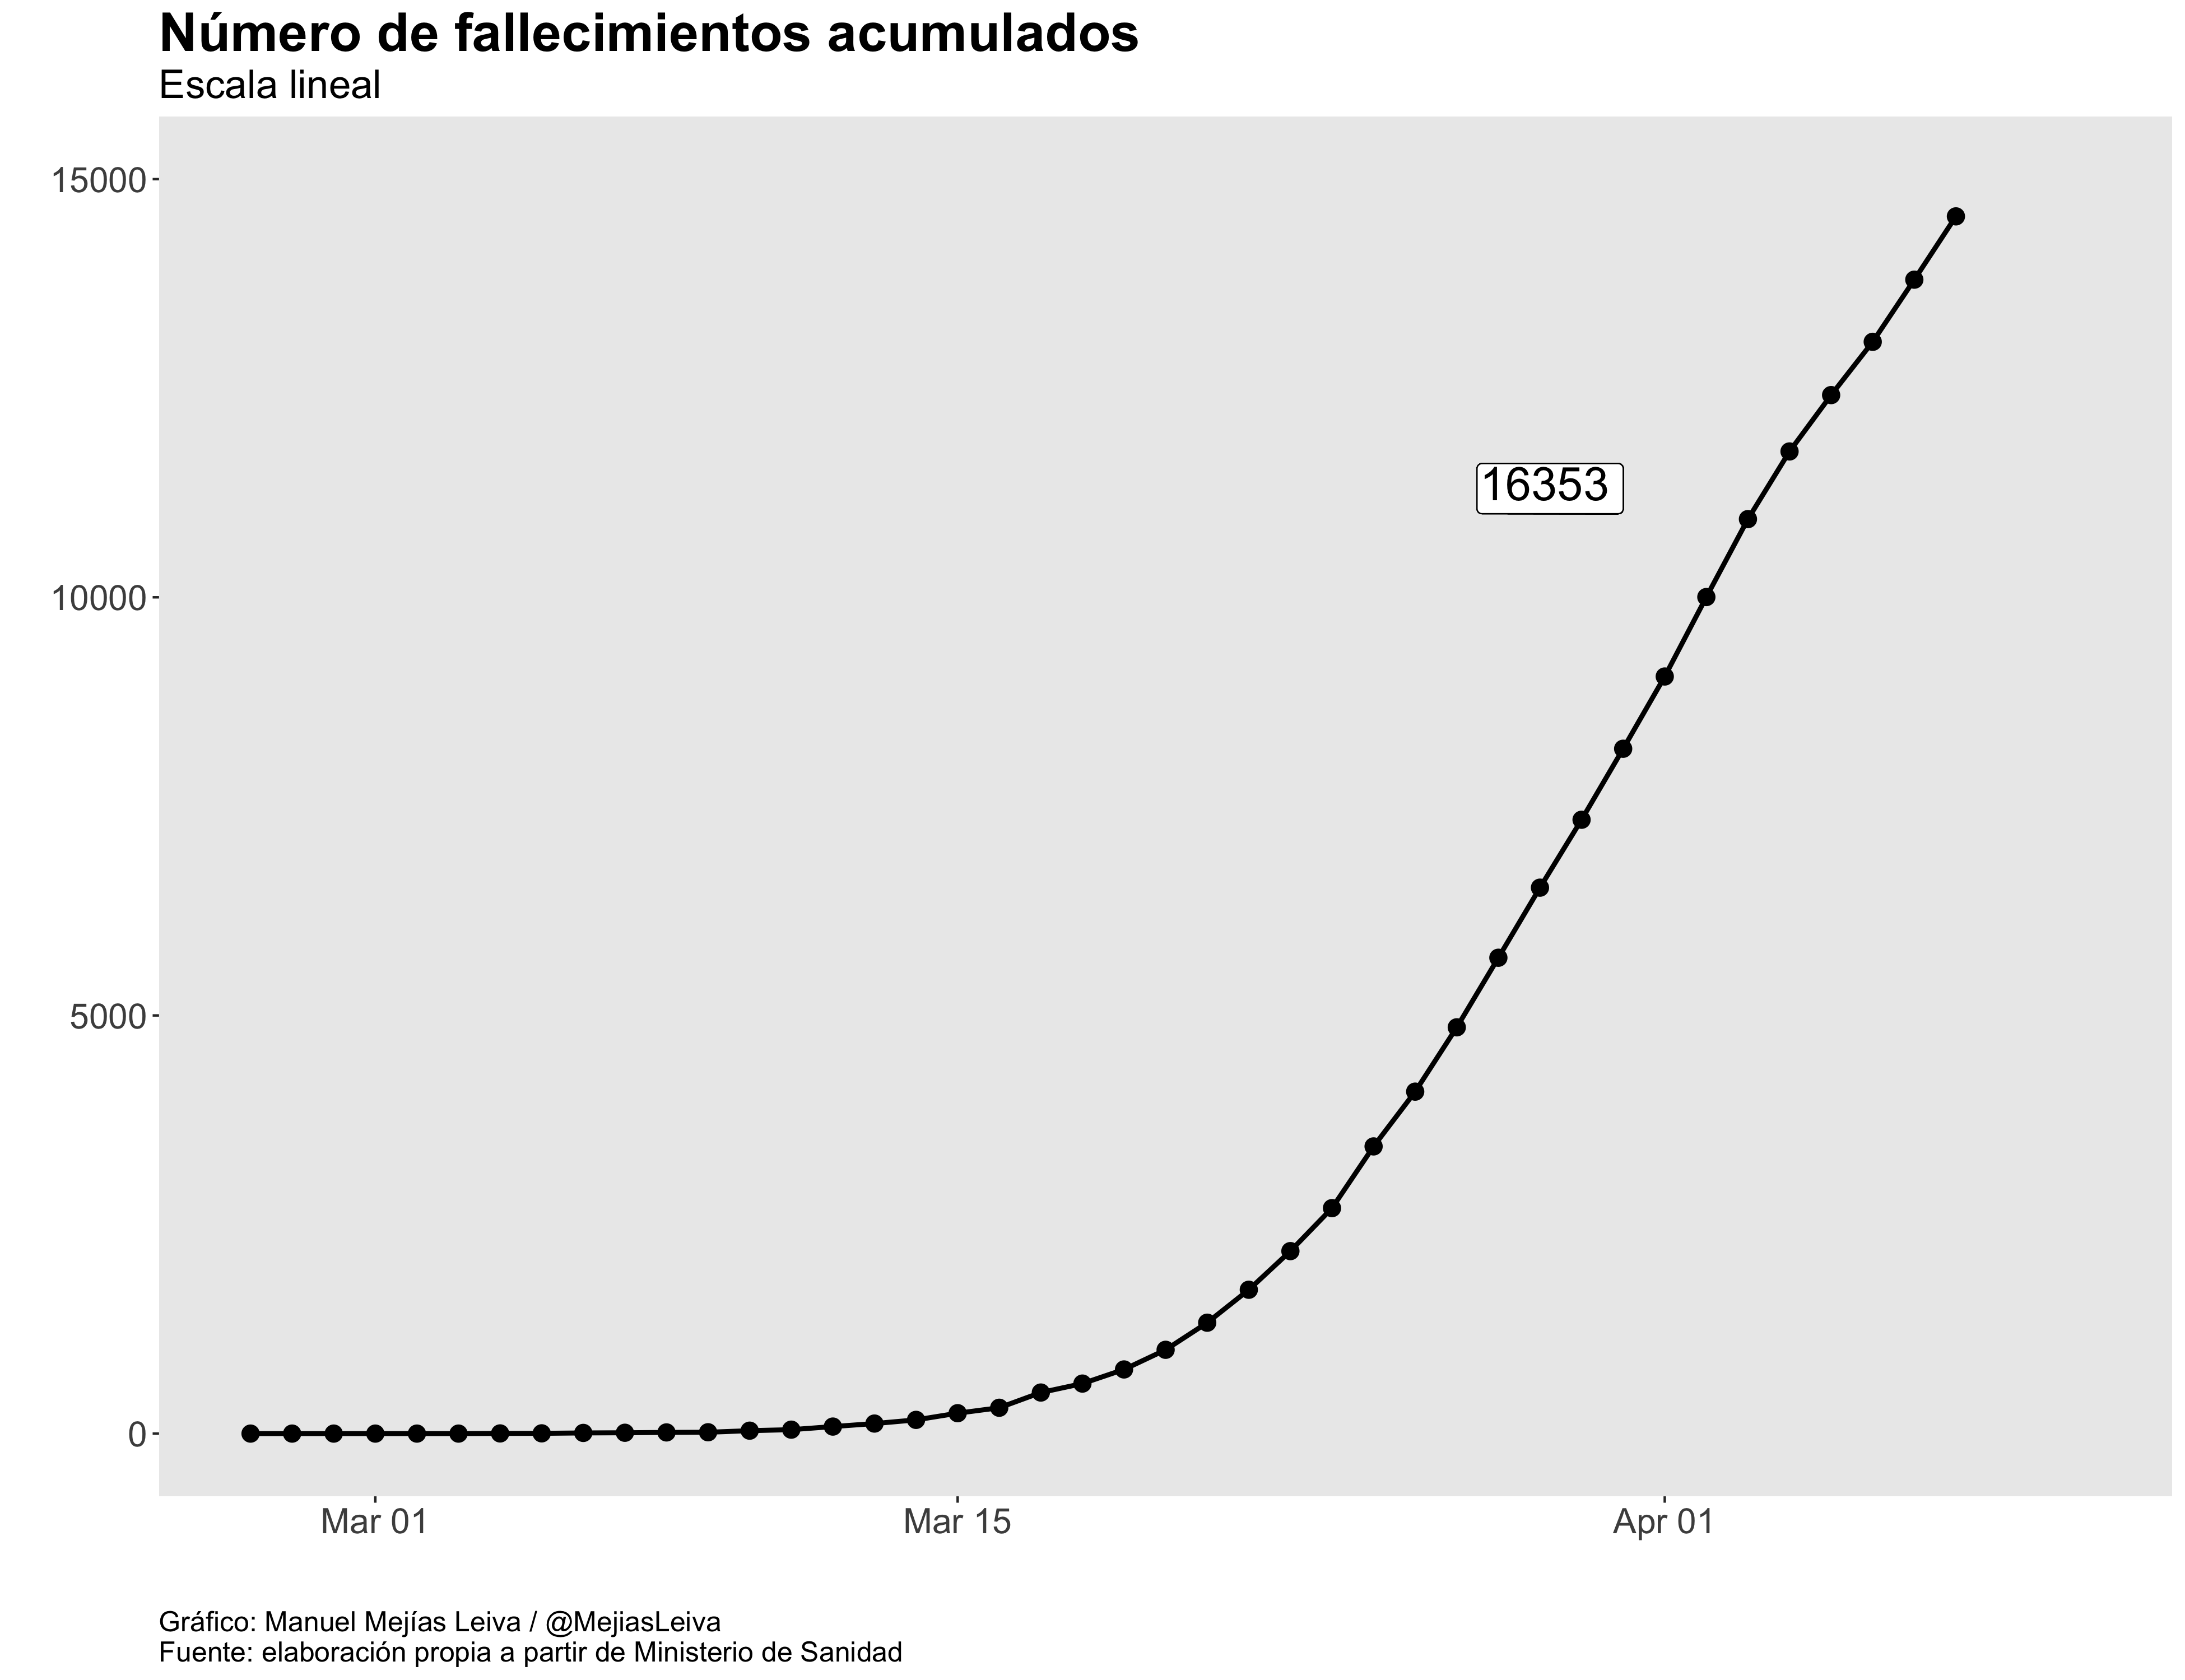 Número de fallecimientos acumulados
Escala lineal
15000
10000
5000
0
16353
Mar 01
Mar 15
Apr 01
Gráfico: Manuel Mejías Leiva / @MejiasLeiva
Fuente: elaboración propia a partir de Ministerio de Sanidad